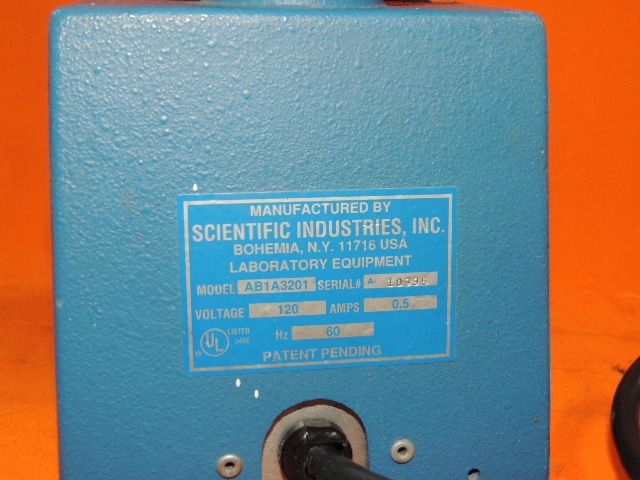 MANUFACTURED BY
SCIENTIFIC INDUSTRIES, INC.
BOHEMIA, N.Y. 11716 USA
LABORATORY EQUIPMENT
MODEL AB1A3201 SERIAL# A- 10995
VOLTAGE 120 AMPS 0.5
UL LISTED
Hz 60
PATENT PENDING